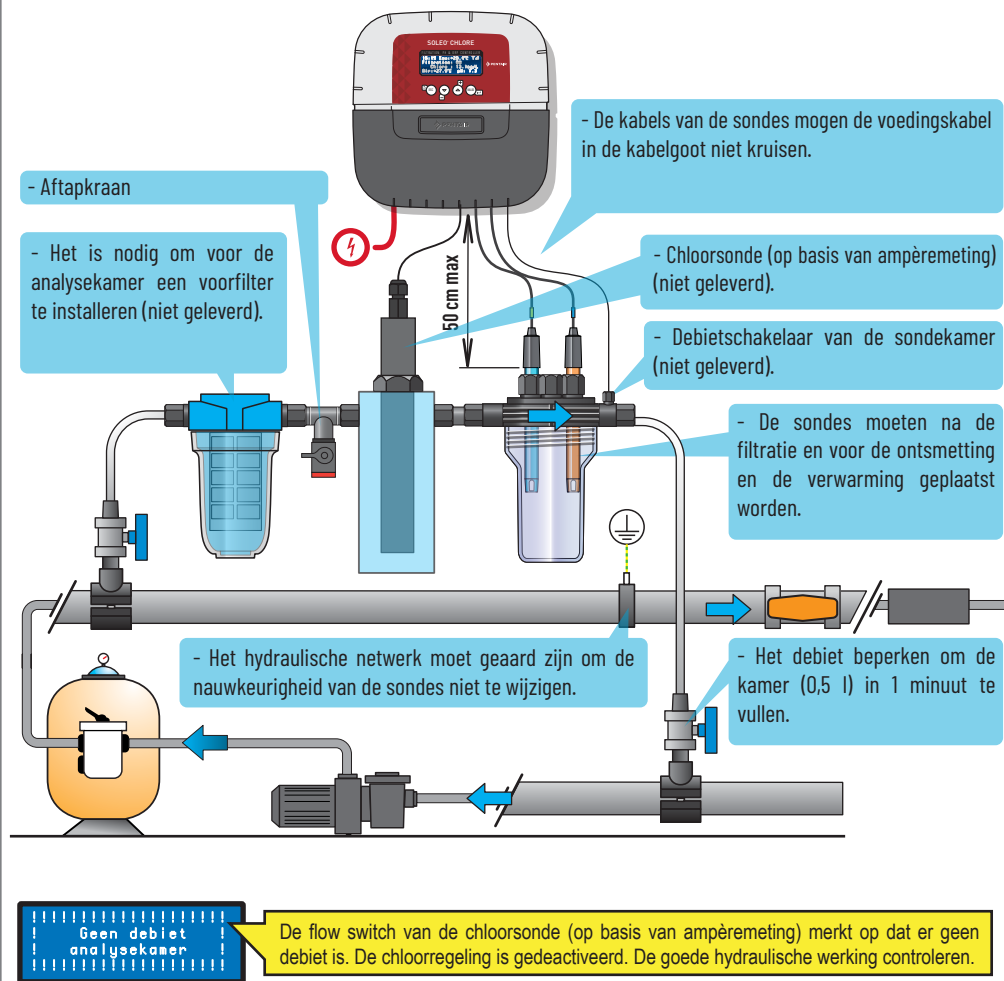 SOLEO² CHLORE
PENTAIR
- De kabels van de sondes mogen de voedingskabel
in de kabelgoot niet kruisen.
- Aftapkraan
- Het is nodig om voor de
analysekamer een voorfilter
te installeren (niet geleverd).
50 cm max
- Chloorsonde (op basis van ampèremeting)
(niet geleverd).
- Debietschakelaar van de sondekamer
(niet geleverd).
- De sondes moeten na de
filtratie en voor de ontsmetting
en de verwarming geplaatst
worden.
- Het hydraulische netwerk moet geaard zijn om de
nauwkeurigheid van de sondes niet te wijzigen.
- Het debiet beperken om de
kamer (0,5 l) in 1 minuut te
vullen.
!!!!!!!!!!!!!!!!!!!!
! Geen debiet !
! analysekamer !
!!!!!!!!!!!!!!!!!!!!
De flow switch van de chloorsonde (op basis van ampèremeting) merkt op dat er geen
debiet is. De chloorregeling is gedeactiveerd. De goede hydraulische werking controleren.